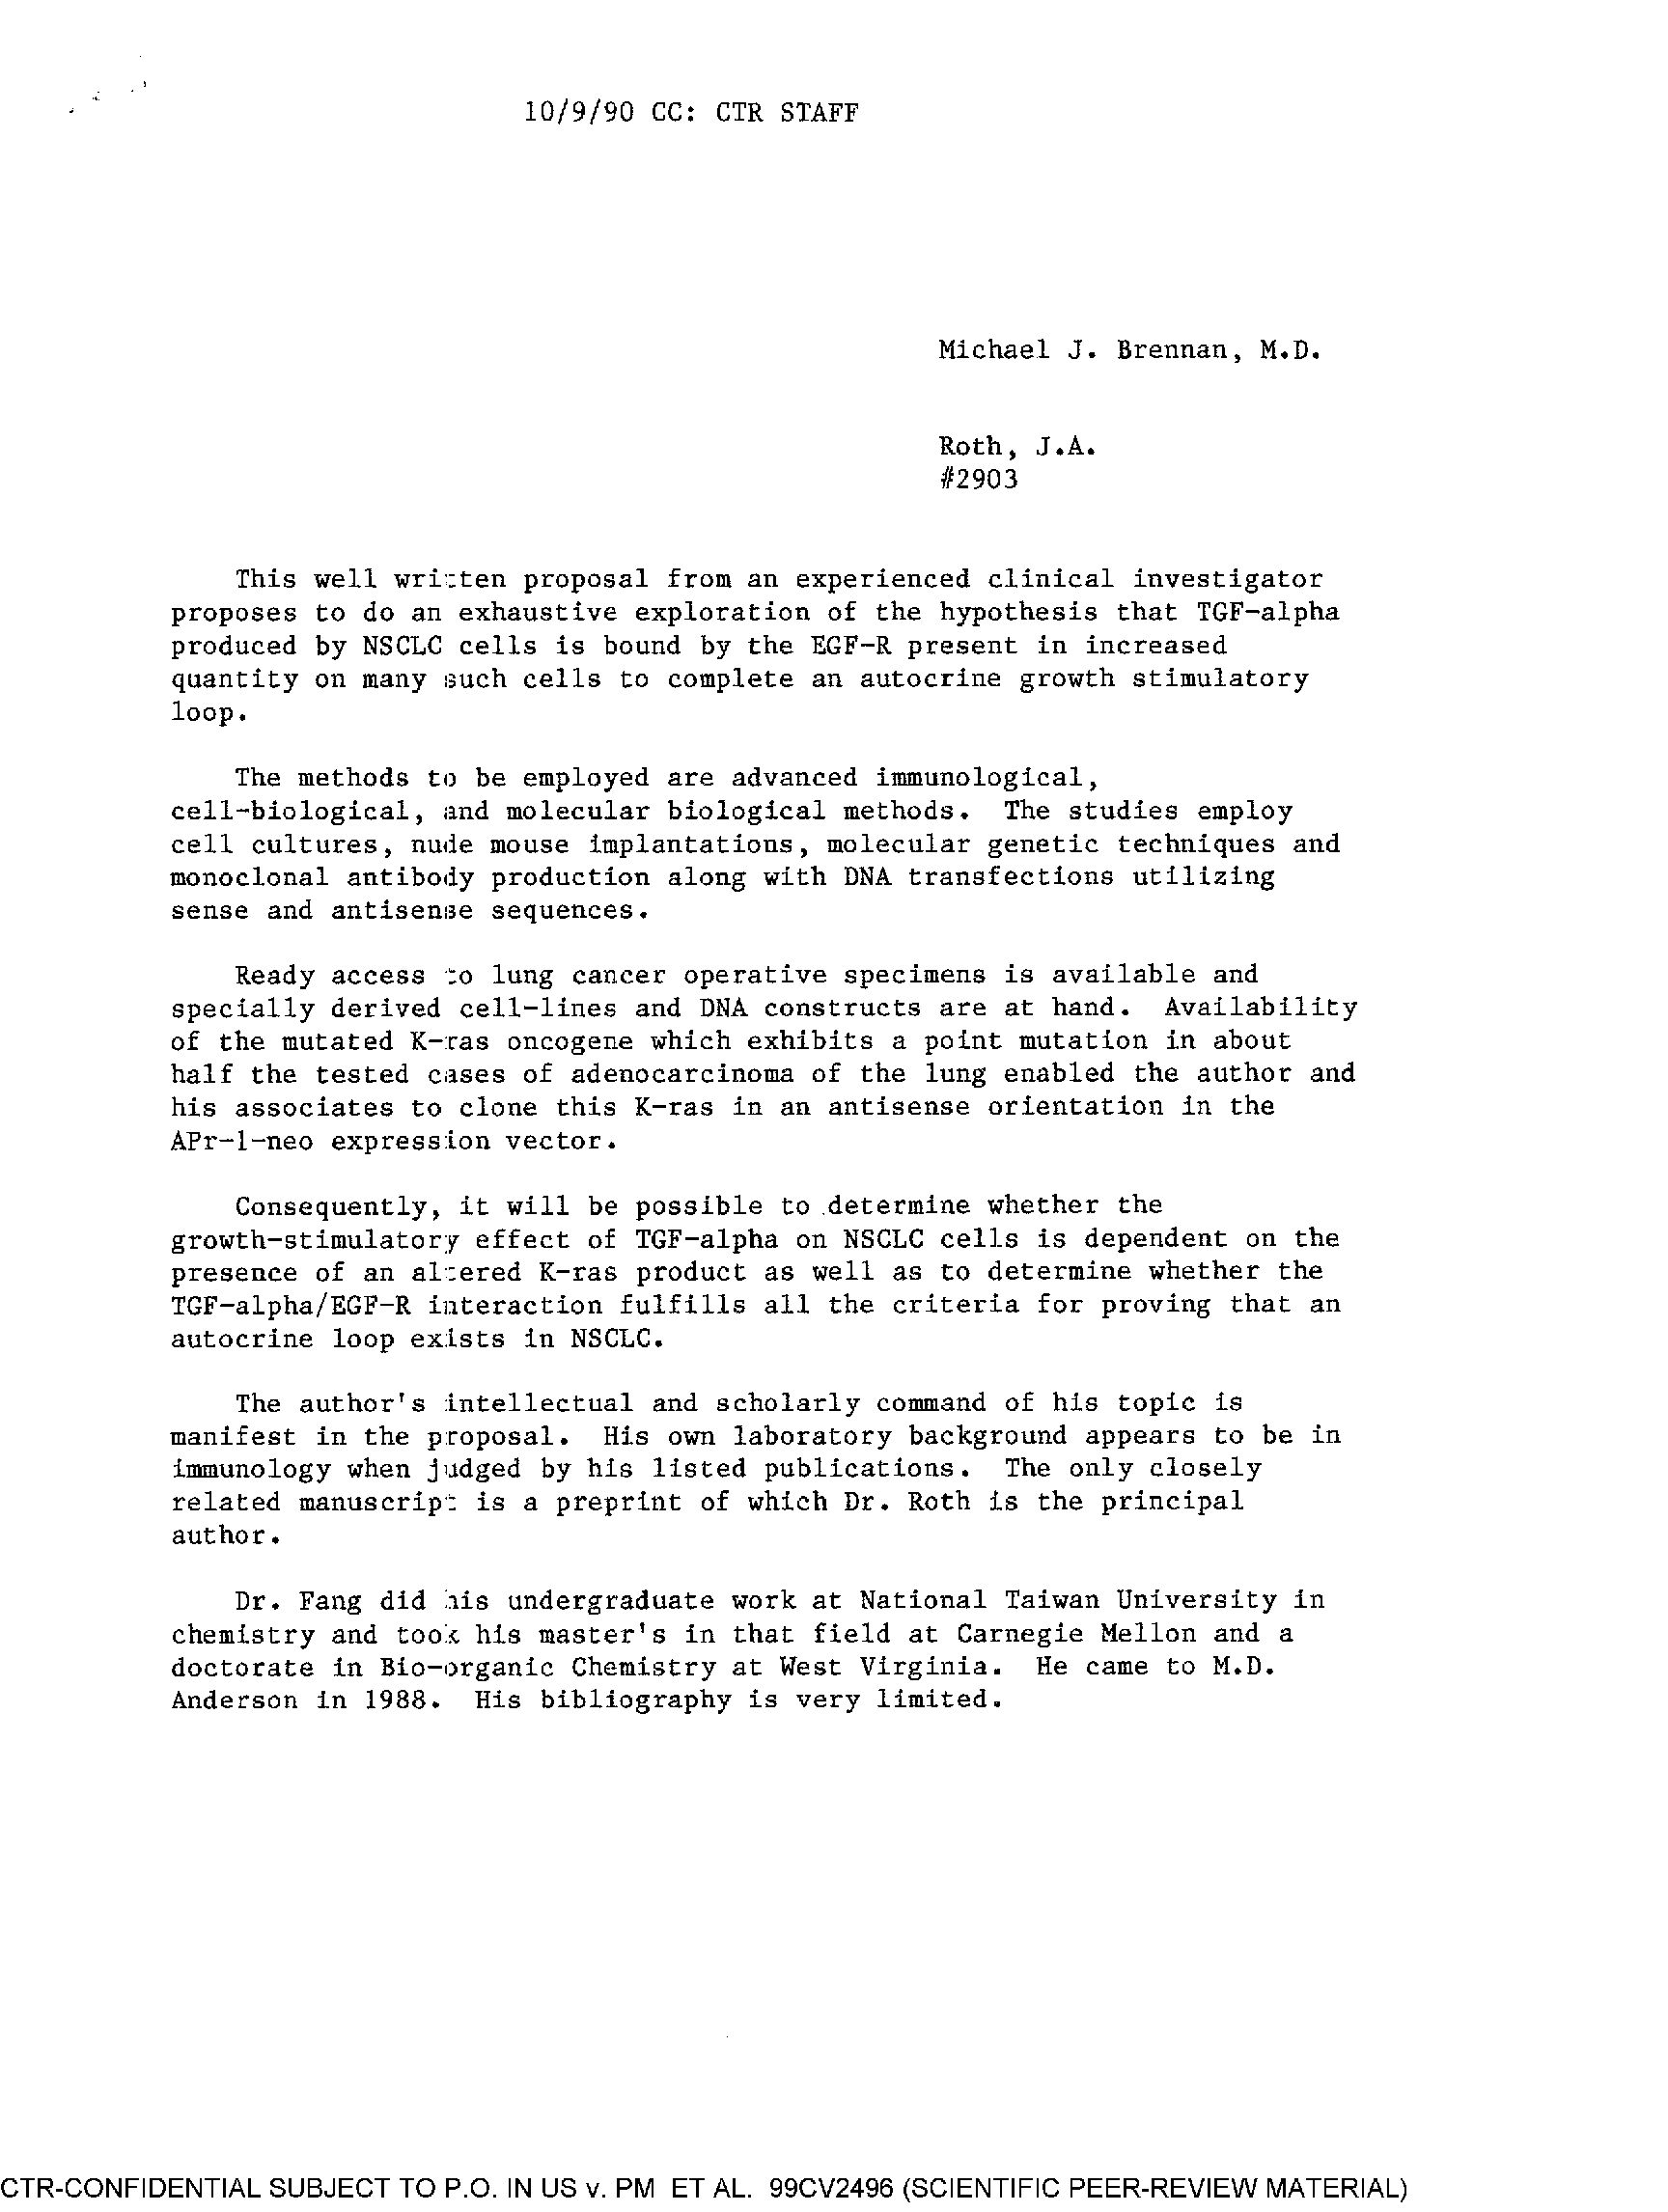 10/9/90 CC: CTR STAFF
Michael J. Brennan, M.D.
Roth, J.A.
#2903
This well written proposal from an experienced clinical investigator
proposes to do an exhaustive exploration of the hypothesis that TGF-alpha
produced by NSCLC cells is bound by the EGF-R present in increased
quantity on many such cells to complete an autocrine growth stimulatory
loop.
The methods to be employed are advanced immunological,
cell-biological, and molecular biological methods. The studies employ
cell cultures, nude mouse implantations, molecular genetic techniques and
monoclonal antibody production along with DNA transfections utilizing
sense and antisense sequences.
Ready access to lung cancer operative specimens is available and
specially derived cell-lines and DNA constructs are at hand. Availability
of the mutated K-ras oncogene which exhibits a point mutation in about
half the tested cases of adenocarcinoma of the lung enabled the author and
his associates to clone this K-ras in an antisense orientation in the
APr-1-neo expression vector.
Consequently, it will be possible to determine whether the
growth-stimulatory effect of TGF-alpha on NSCLC cells is dependent on the
presence of an altered K-ras product as well as to determine whether the
TGF-alpha/EGF-R interaction fulfills all the criteria for proving that an
autocrine loop exists in NSCLC.
The author's intellectual and scholarly command of his topic is
manifest in the proposal. His own laboratory background appears to be in
immunology when judged by his listed publications. The only closely
related manuscript is a preprint of which Dr. Roth is the principal
author.
Dr. Fang did his undergraduate work at National Taiwan University in
chemistry and took his master's in that field at Carnegie Mellon and a
doctorate in Bio-organic Chemistry at West Virginia. He came to M.D.
Anderson in 1988. His bibliography is very limited.
CTR-CONFIDENTIAL SUBJECT TO P.O. IN US v. PM ET AL. 99CV2496 (SCIENTIFIC PEER-REVIEW MATERIAL)